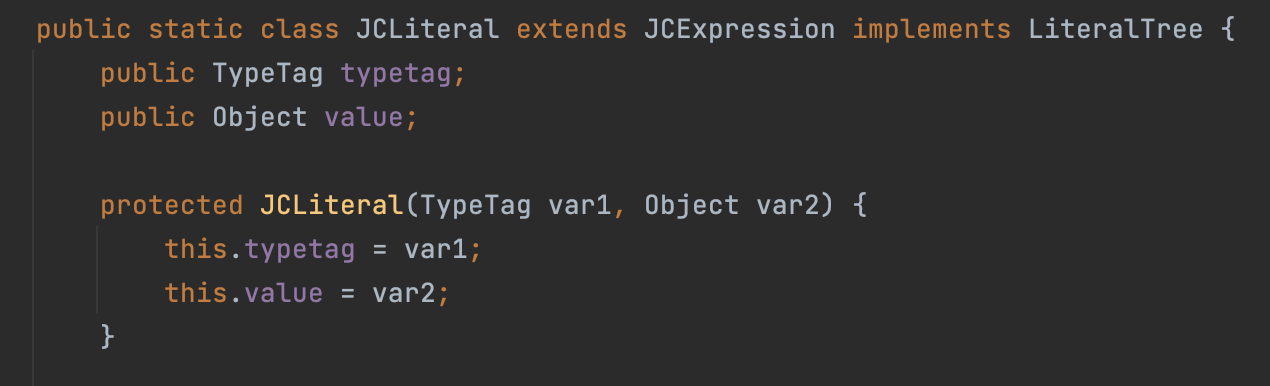 public static class JCLiteral extends JCExpression implements LiteralTree {
    public TypeTag typetag;
    public Object value;

    protected JCLiteral(TypeTag var1, Object var2) {
        this.typetag = var1;
        this.value = var2;
    }